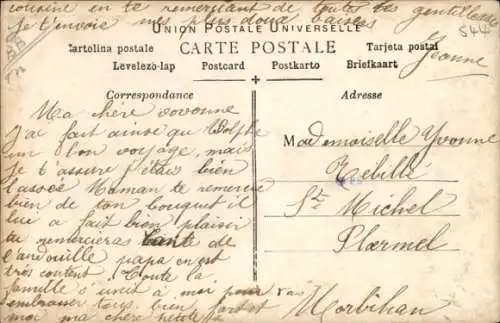 cousine en te remerciant de toutes tes gentillesses
je t'envoie mes plus doux baisers
Jeanne
UNION POSTALE UNIVERSELLE
CARTE POSTALE
Cartolina postale
Tarjeta postal
Levelező-lap Postcard Postkarto Briefkaart
Correspondance
Adresse
Ma chère Yvonne
J'ai fait ainsi qu'
un bon voyage, mais
je t'assure j'étais bien
Maman te remercie
bien de ton bouquet il
lui a fait bien plaisir
tu remercieras tante de
l'andouille papa en est
très content Toute la
famille s'unit à moi pour vous
embrasser tous bien fort et
moi ma chère
Mademoiselle Yvonne
Rebillé
St Michel
Ploermel
Morbihan